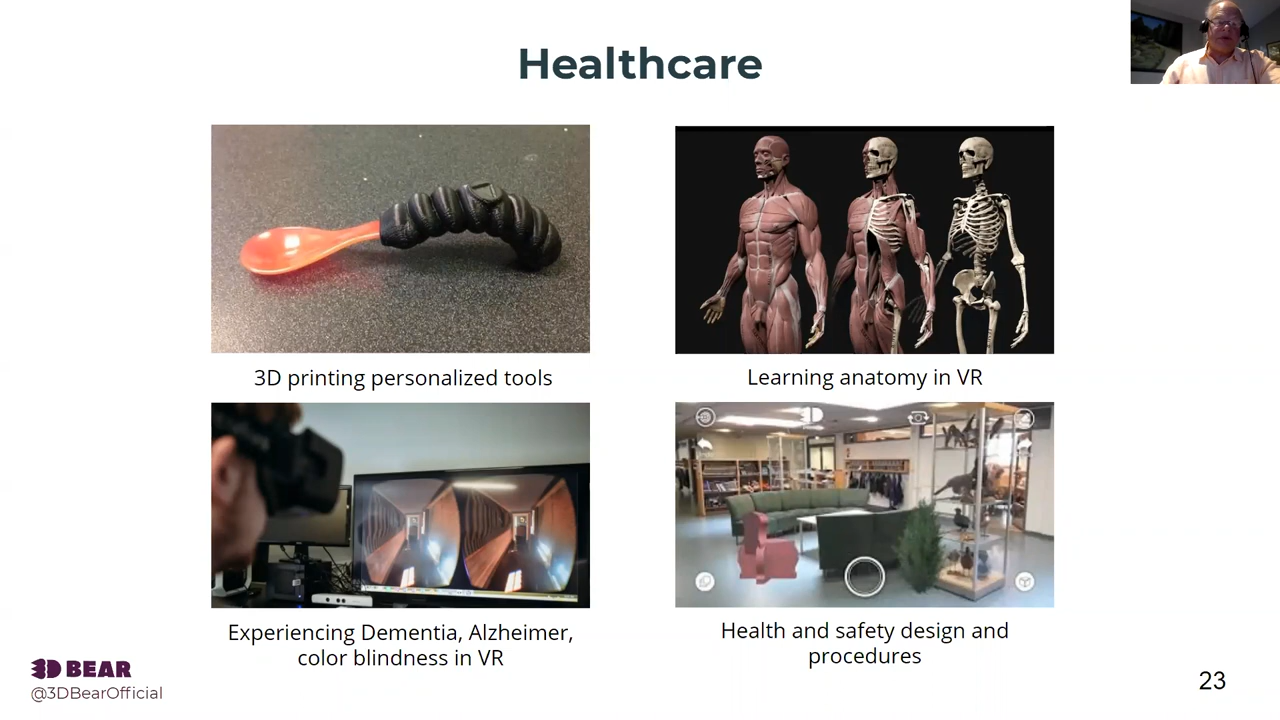 Healthcare
3D printing personalized tools
Learning anatomy in VR
Experiencing Dementia, Alzheimer,
color blindness in VR
Health and safety design and
procedures
3D BEAR
@3DBearOfficial
23